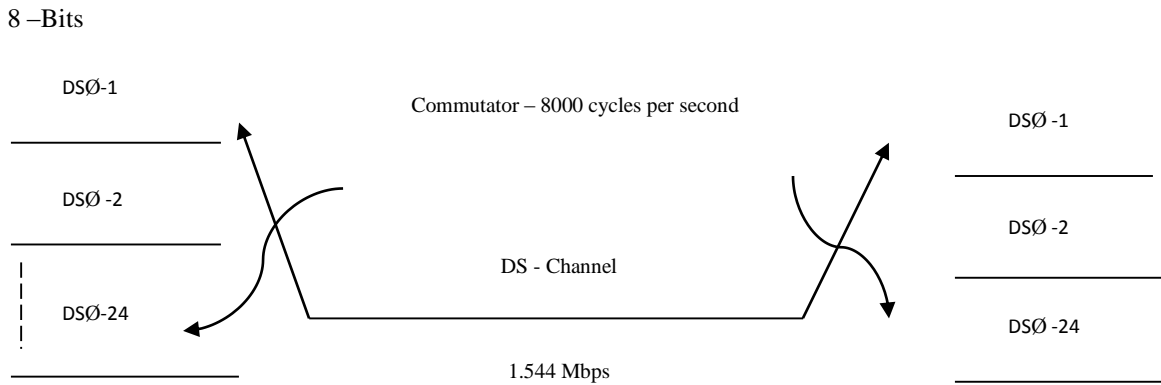 8 –Bits
DSØ-1
Commutator – 8000 cycles per second
DSØ -1
DSØ -2
DSØ -2
DS - Channel
DSØ-24
DSØ -24
1.544 Mbps